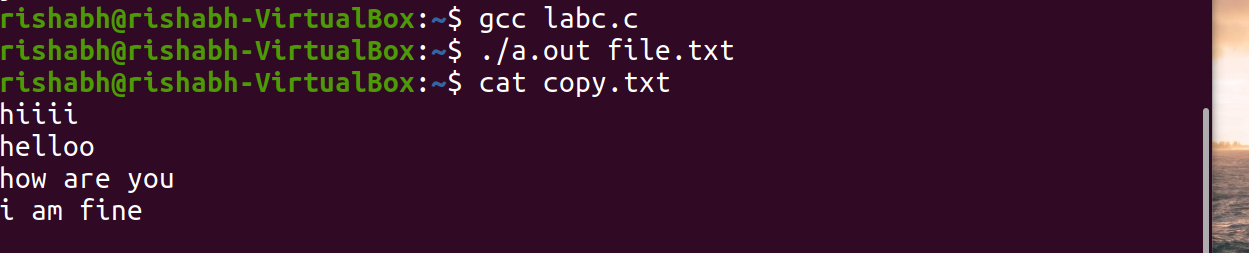 rishabh@rishabh-VirtualBox:~$ gcc labc.c
rishabh@rishabh-VirtualBox:~$ ./a.out file.txt
rishabh@rishabh-VirtualBox:~$ cat copy.txt
hiiii
helloo
how are you
i am fine